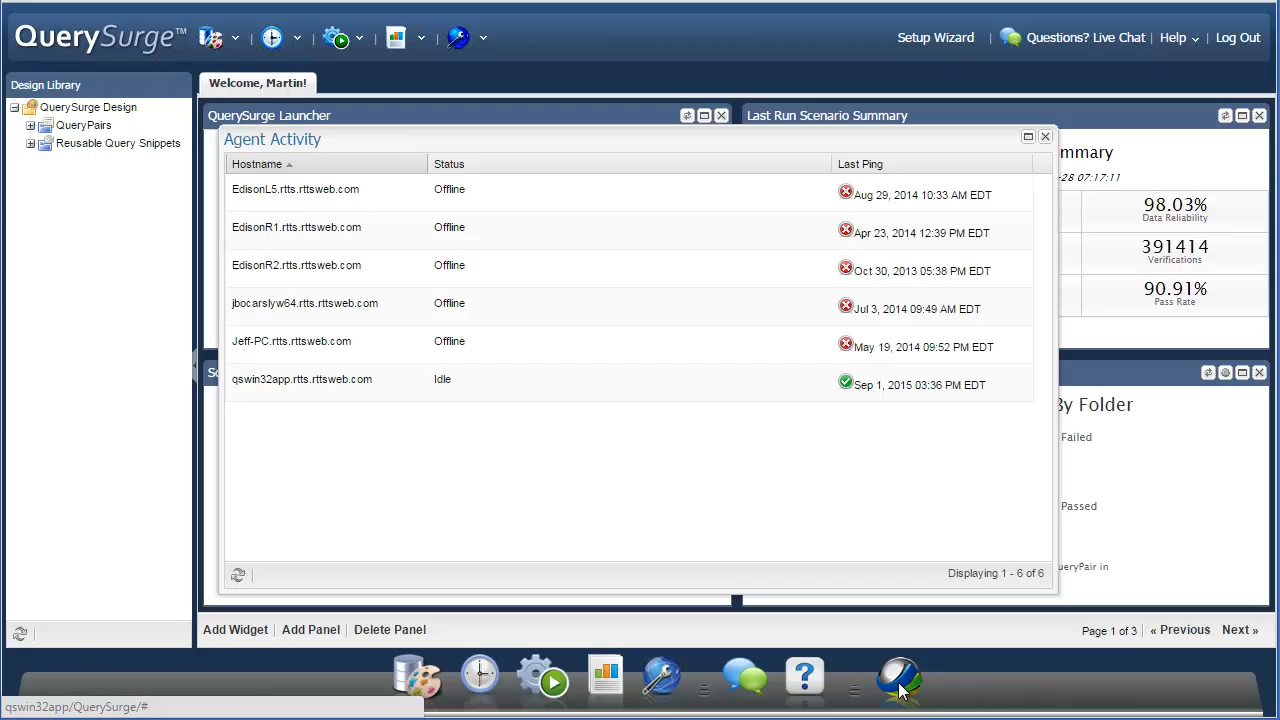 QuerySurge™
Setup Wizard
Questions? Live Chat
Help
Log Out
Design Library
QuerySurge Design
QueryPairs
Reusable Query Snippets
Welcome, Martin!
QuerySurge Launcher
Last Run Scenario Summary
Agent Activity
Hostname
Status
Last Ping
EdisonL5.rtts.rttsweb.com
Offline
Aug 29, 2014 10:33 AM EDT
EdisonR1.rtts.rttsweb.com
Offline
Apr 23, 2014 12:39 PM EDT
EdisonR2.rtts.rttsweb.com
Offline
Oct 30, 2013 05:38 PM EDT
jbocarslyw64.rtts.rttsweb.com
Offline
Jul 3, 2014 09:49 AM EDT
Jeff-PC.rtts.rttsweb.com
Offline
May 19, 2014 09:52 PM EDT
qswin32app.rtts.rttsweb.com
Idle
Sep 1, 2015 03:36 PM EDT
Displaying 1 - 6 of 6
mmary
-28 07:17:11
98.03%
Data Reliability
391414
Verifications
90.91%
Pass Rate
Sc
By Folder
Failed
Passed
ueryPair in
Add Widget
Add Panel
Delete Panel
Page 1 of 3
« Previous
Next »
?
qswin32app/QuerySurge/#